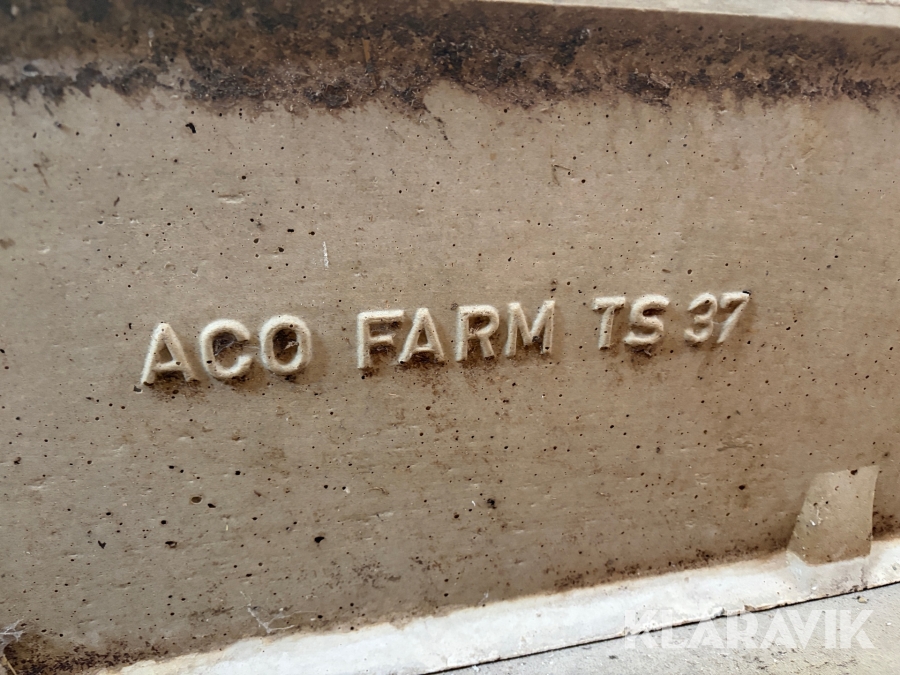 ACO FARM TS 37
KLARAVIK